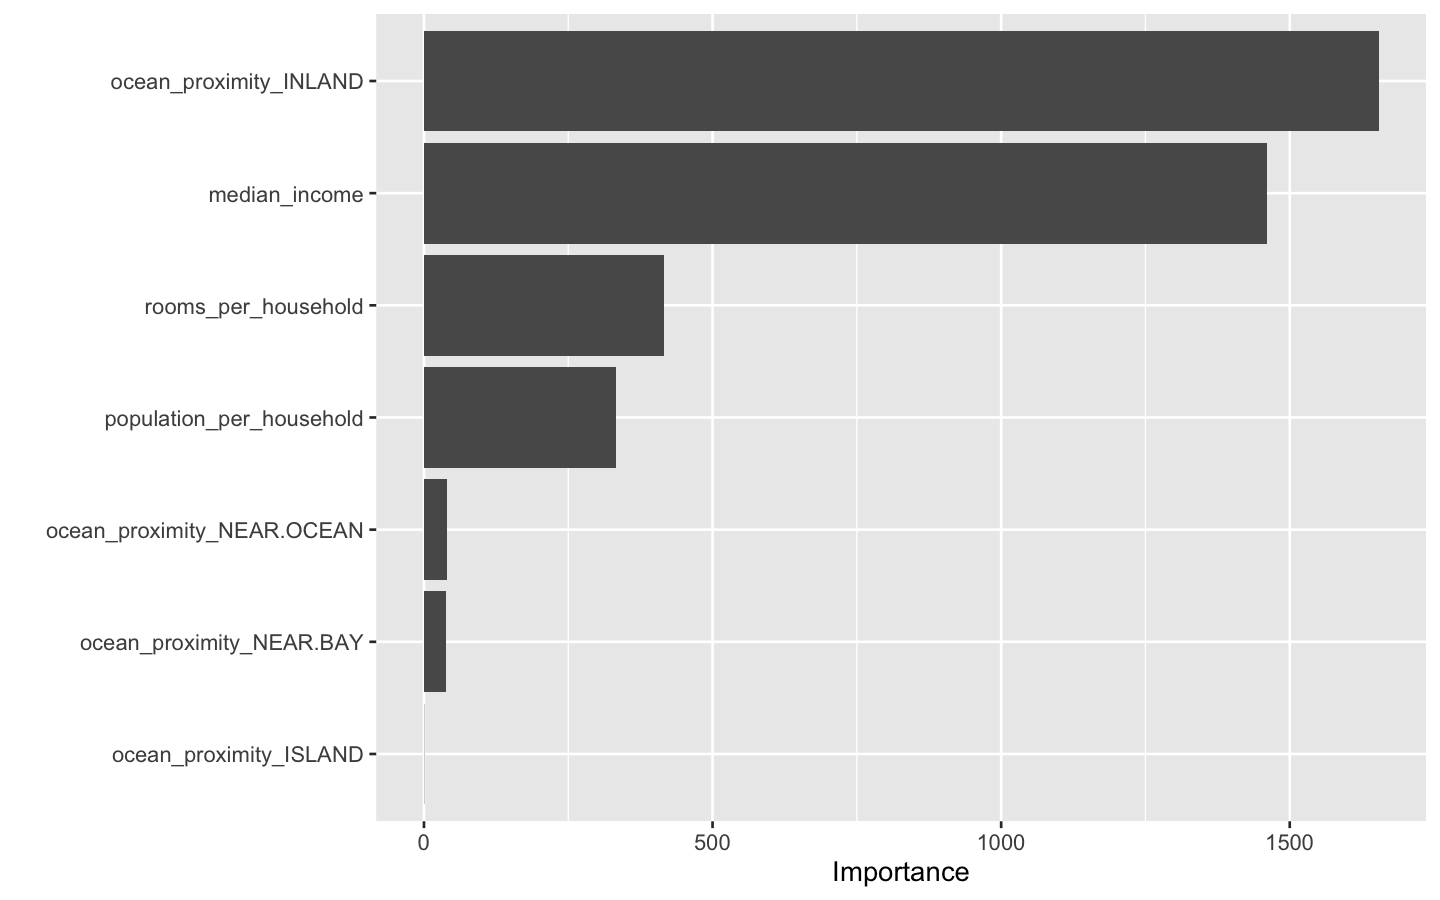 ocean_proximity_INLAND
median_income
rooms_per_household
population_per_household
ocean_proximity_NEAR.OCEAN
ocean_proximity_NEAR.BAY
ocean_proximity_ISLAND
0 500 1000 1500
Importance